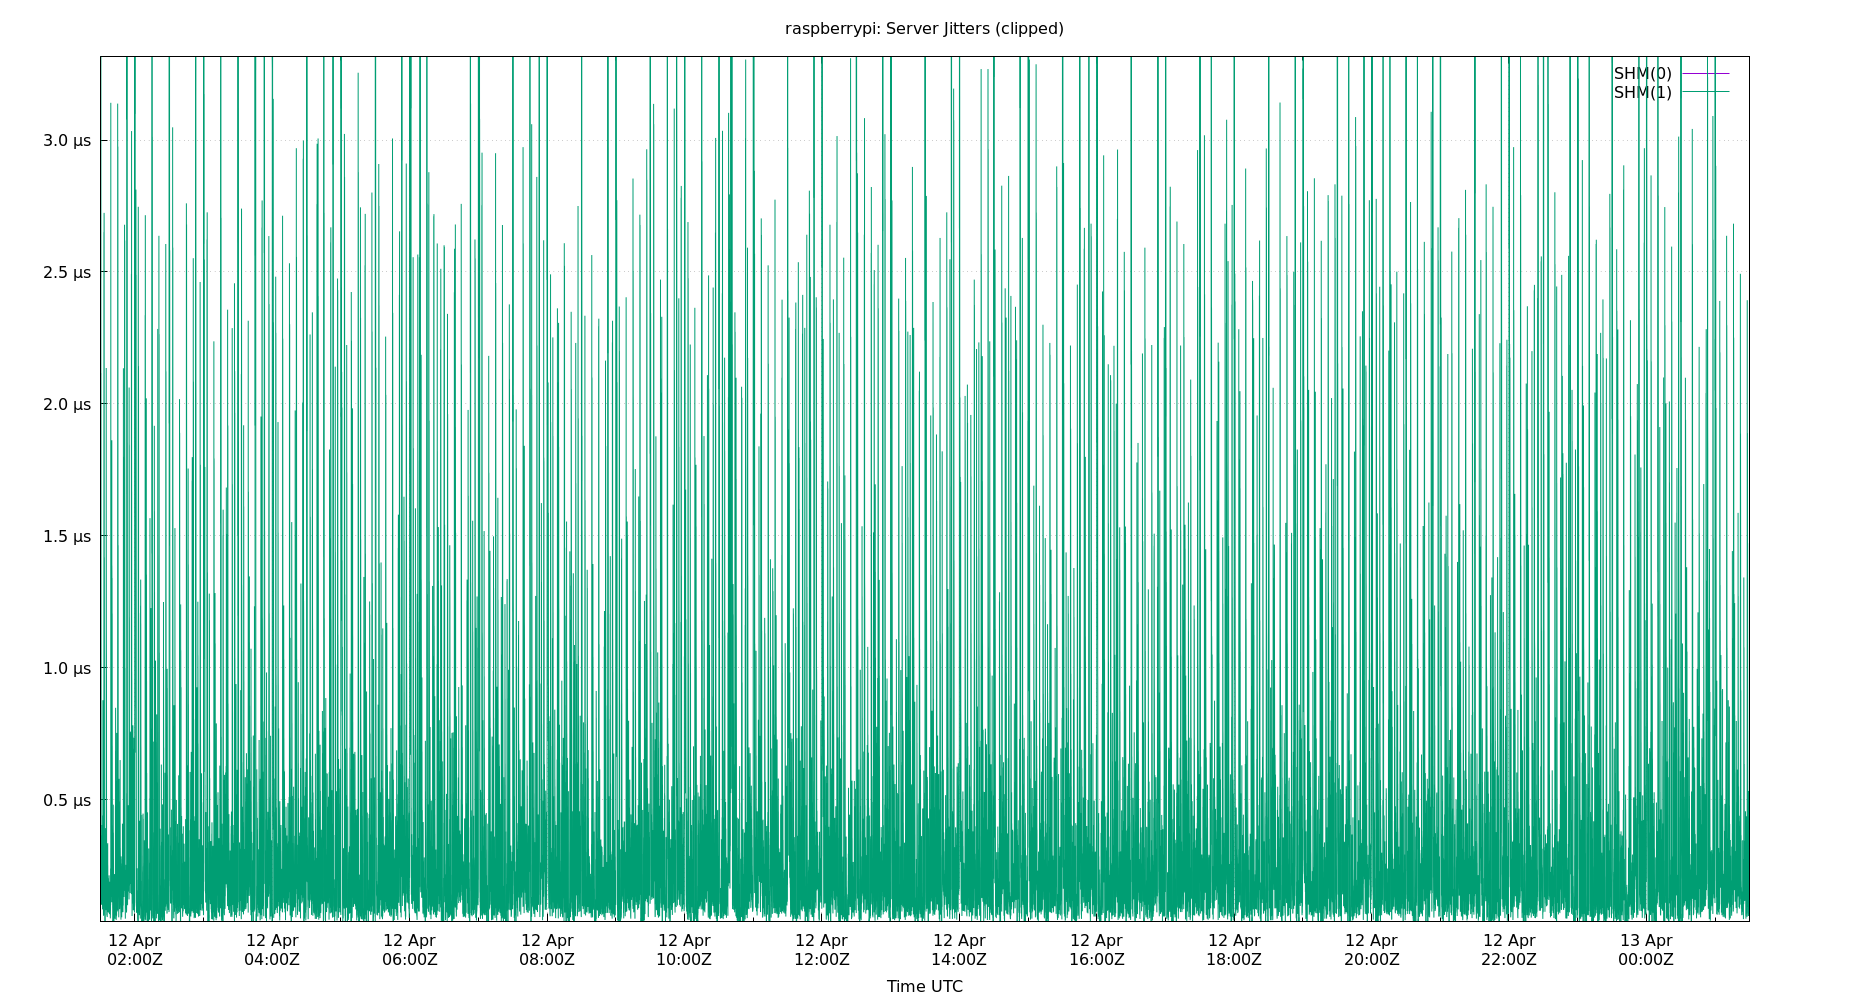 raspberrypi: Server Jitters (clipped)
SHM(0)
SHM(1)
3.0 µs
2.5 µs
2.0 µs
1.5 µs
1.0 µs
0.5 µs
12 Apr 12 Apr 12 Apr 12 Apr 12 Apr 12 Apr 12 Apr 12 Apr 12 Apr 12 Apr 12 Apr 13 Apr
02:00Z 04:00Z 06:00Z 08:00Z 10:00Z 12:00Z 14:00Z 16:00Z 18:00Z 20:00Z 22:00Z 00:00Z
Time UTC